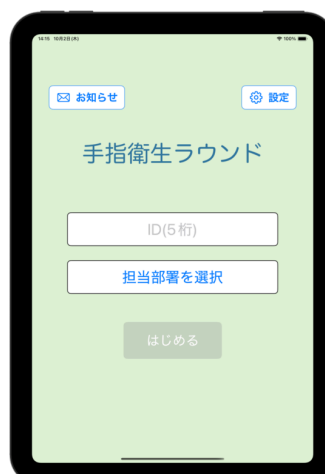 14:15 10月2日(木) 100%
お知らせ 設定
手指衛生ラウンド
ID(5桁)
担当部署を選択
はじめる